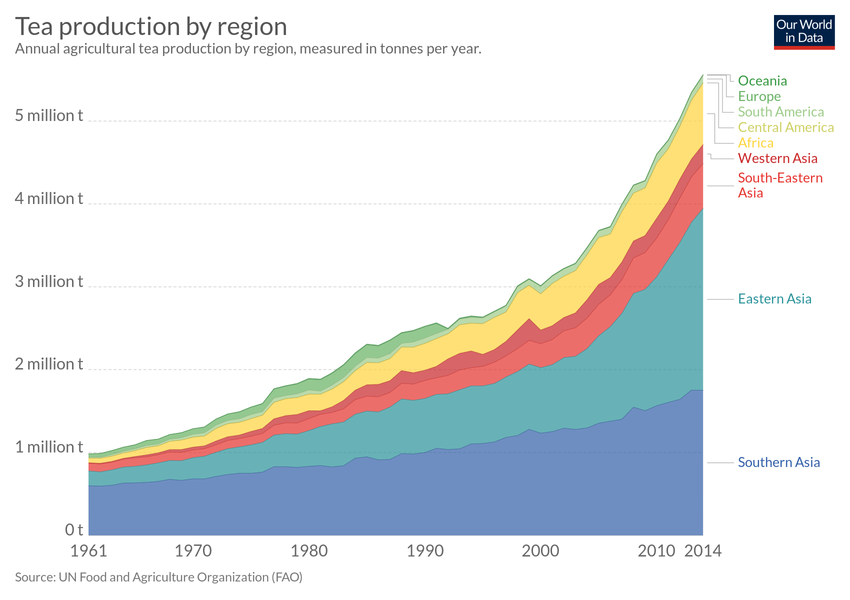 Tea production by region
Annual agricultural tea production by region, measured in tonnes per year.
Our World
in Data
5 million t
4 million t
3 million t
2 million t
1 million t
0 t
1961
1970
1980
1990
2000
2010
2014
Oceania
Europe
South America
Central America
Africa
Western Asia
South-Eastern
Asia
Eastern Asia
Southern Asia
Source: UN Food and Agriculture Organization (FAO)